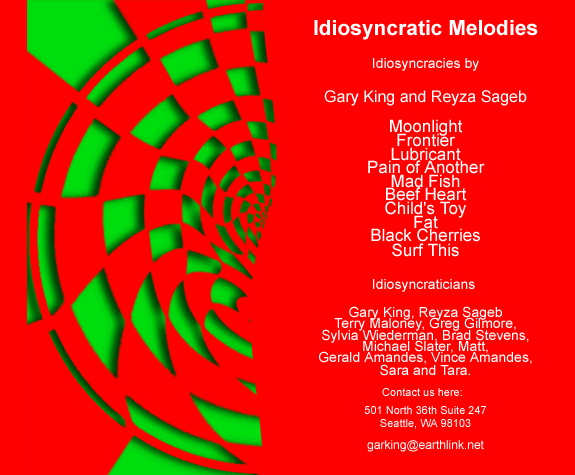 Idiosyncratic Melodies
Idiosyncracies by
Gary King and Reyza Sageb
Moonlight
Frontier
Lubricant
Pain of Another
Mad Fish
Beef Heart
Child's Toy
Fat
Black Cherries
Surf This
Idiosyncraticians
Gary King, Reyza Sageb
Terry Maloney, Greg Gilmore,
Sylvia Wiederman, Brad Stevens,
Michael Slater, Matt,
Gerald Amandes, Vince Amandes,
Sara and Tara.
Contact us here:
501 North 36th Suite 247
Seattle, WA 98103
garking@earthlink.net